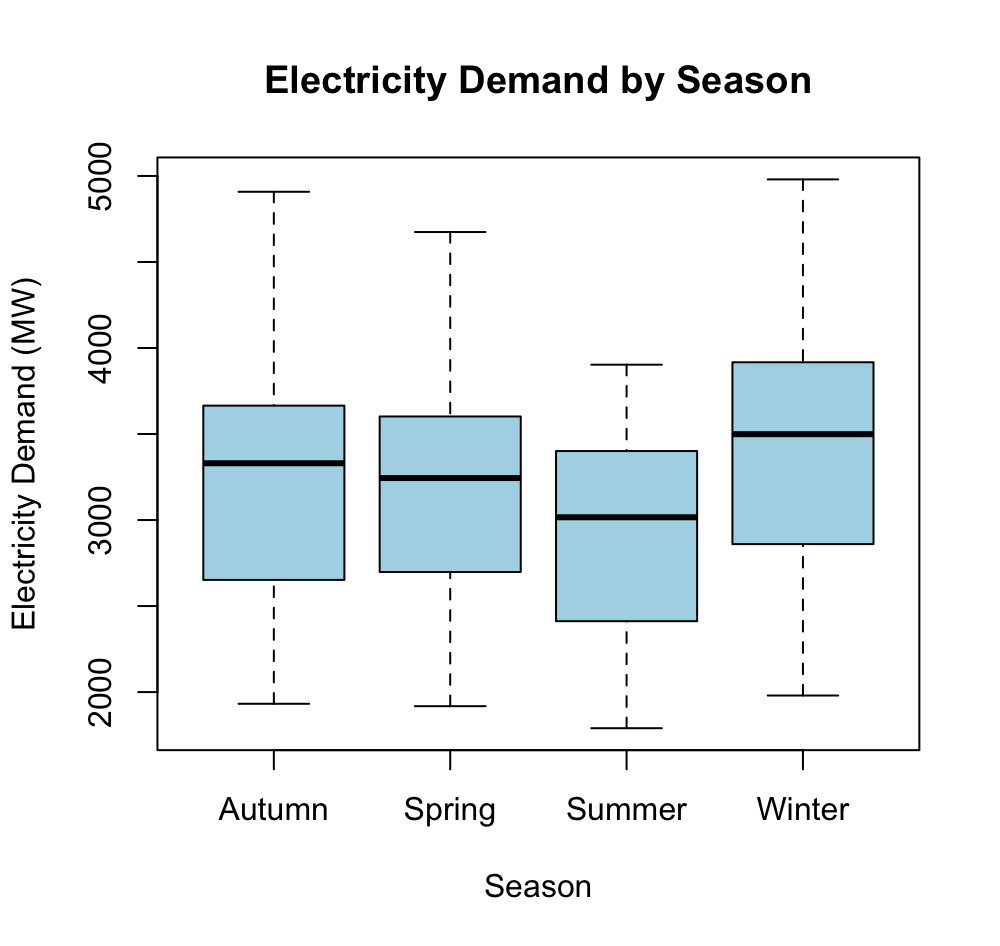 Electricity Demand by Season
Electricity Demand (MW)
5000
4000
3000
2000
Autumn Spring Summer Winter
Season